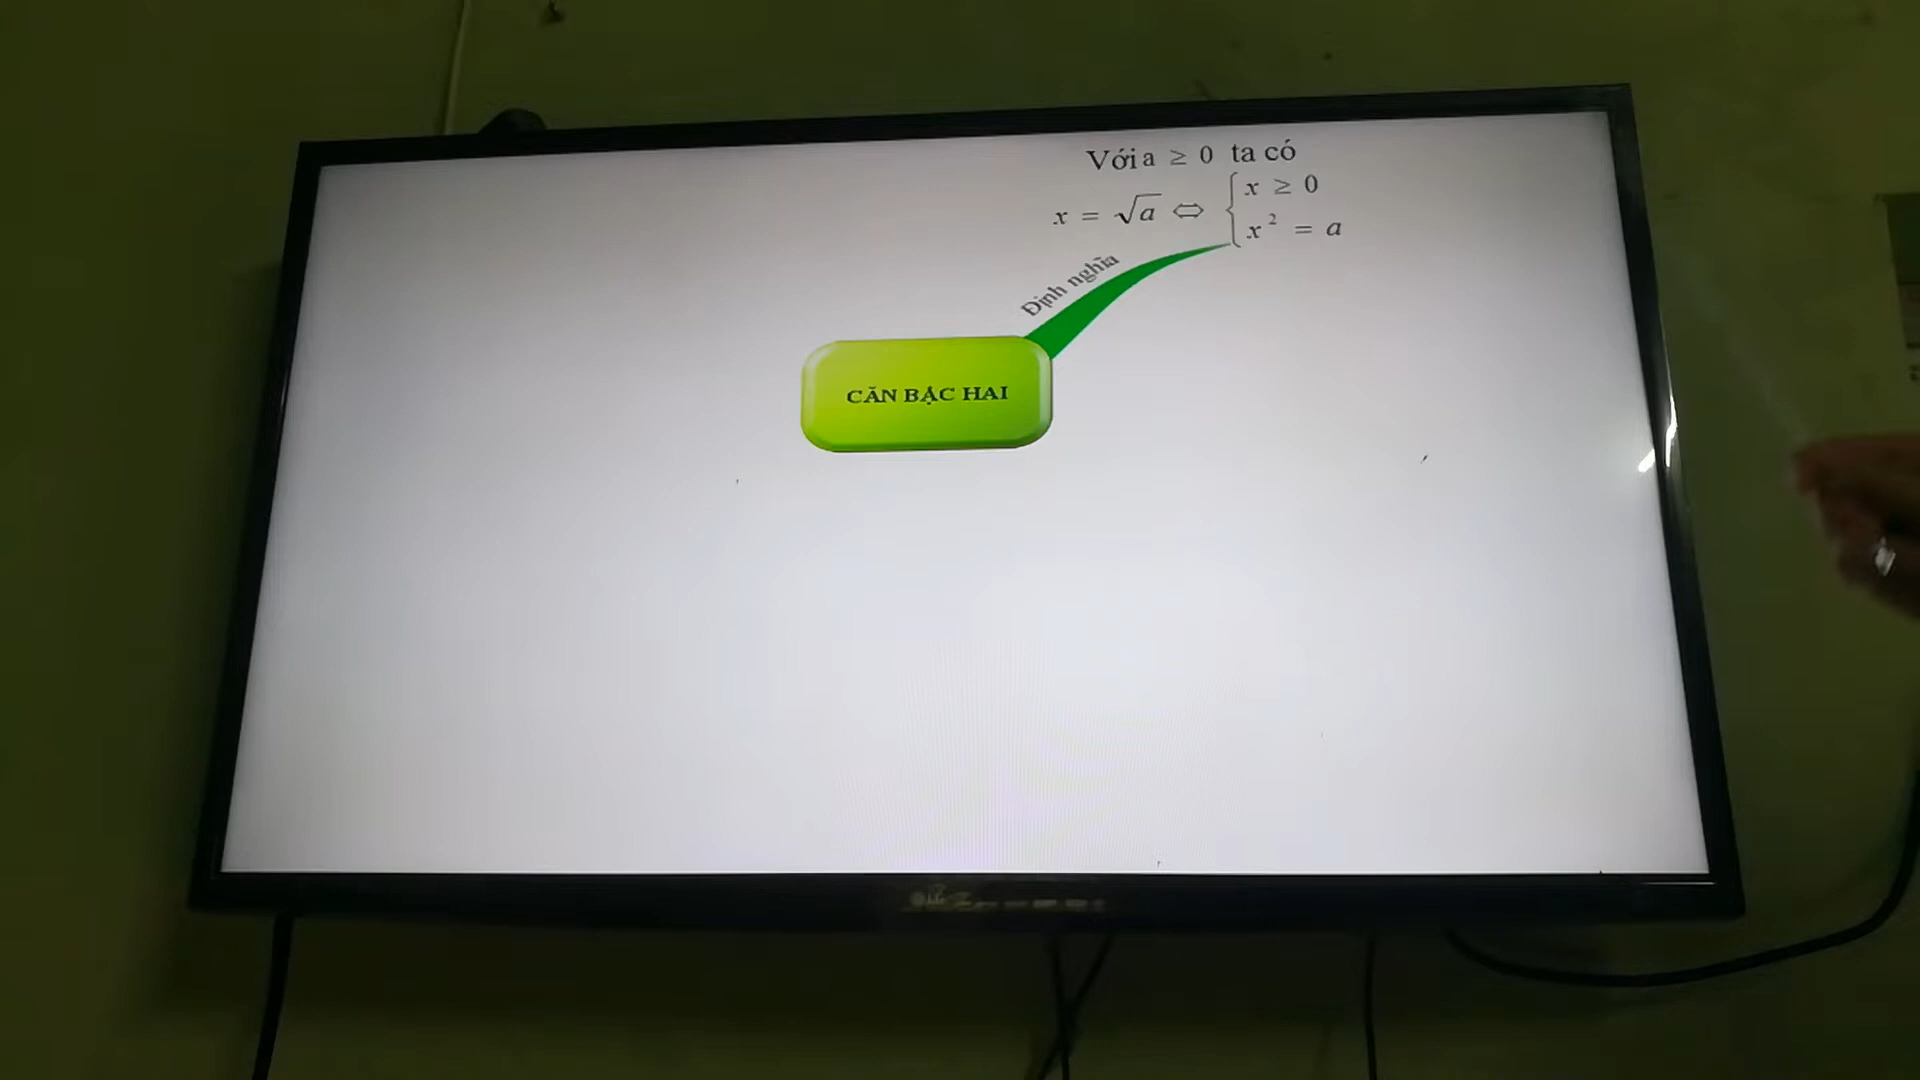 Với a ≥ 0 ta có
x = √a ⇔ { x ≥ 0
x² = a
Định nghĩa
CĂN BẬC HAI